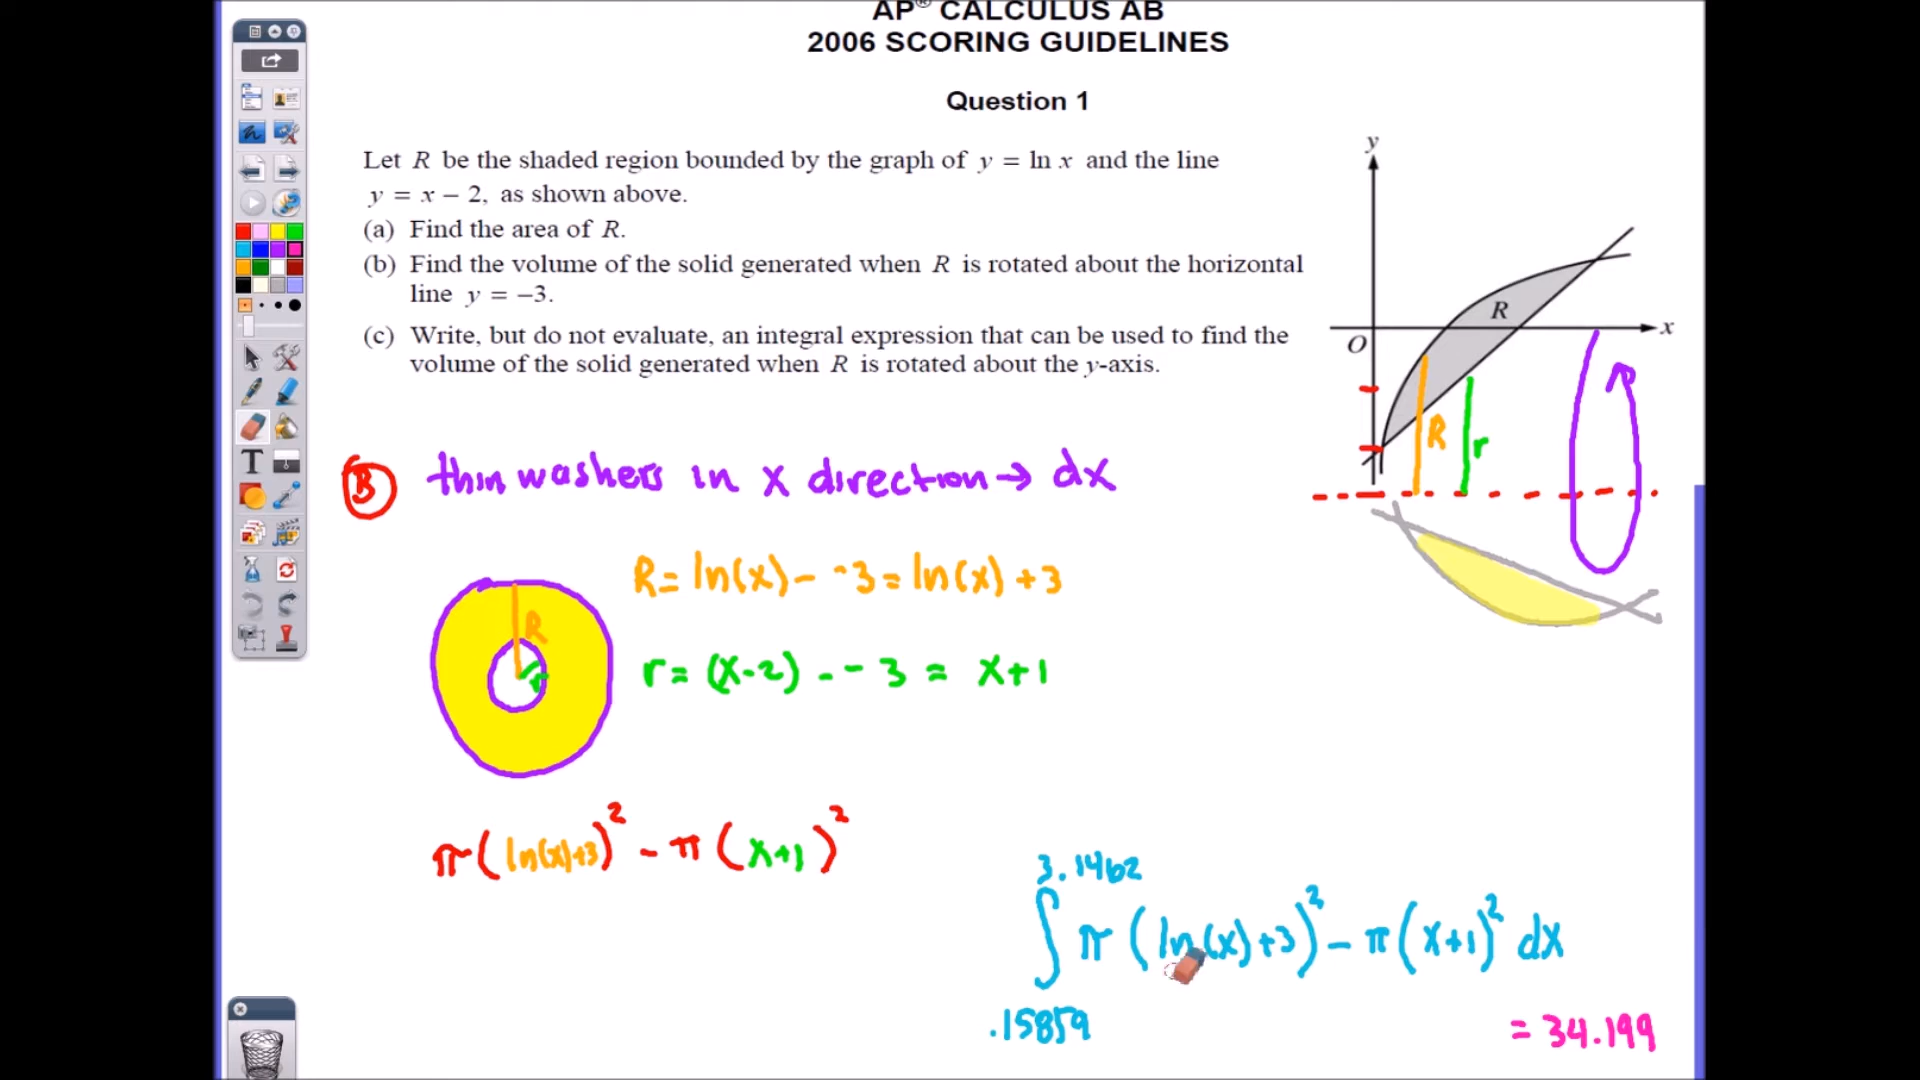 AP® CALCULUS AB
2006 SCORING GUIDELINES
Question 1
Let R be the shaded region bounded by the graph of y = ln x and the line
y = x − 2, as shown above.
(a) Find the area of R.
(b) Find the volume of the solid generated when R is rotated about the horizontal
line y = −3.
(c) Write, but do not evaluate, an integral expression that can be used to find the
volume of the solid generated when R is rotated about the y-axis.
y
R
x
O
R
r
B thin washers in x direction → dx
R = ln(x) - -3 = ln(x) + 3
R
r = (x-2) - - 3 = x+1
r
π(ln(x)+3)² - π(x+1)²
3.1462
∫ π (ln(x)+3)² - π(x+1)² dx
.15859
= 34.199
T